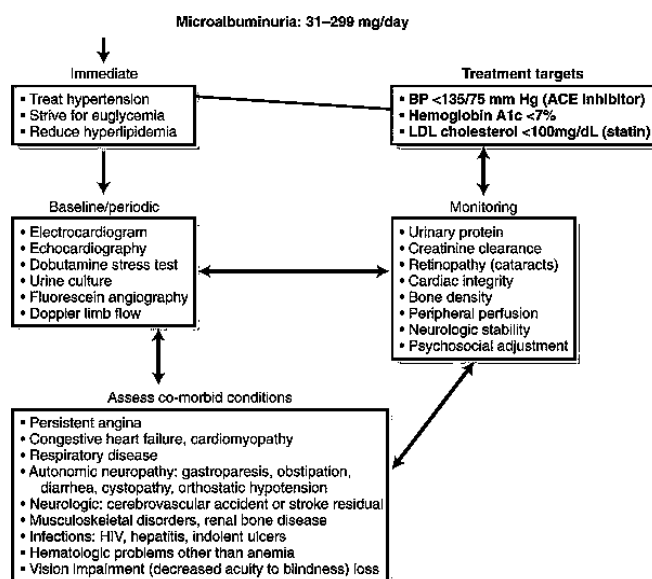 Microalbuminuria: 31–299 mg/day
Immediate
• Treat hypertension
• Strive for euglycemia
• Reduce hyperlipidemia
Treatment targets
• BP <135/75 mm Hg (ACE inhibitor)
• Hemoglobin A1c <7%
• LDL cholesterol <100mg/dL (statin)
Baseline/periodic
• Electrocardiogram
• Echocardiography
• Dobutamine stress test
• Urine culture
• Fluorescein angiography
• Doppler limb flow
Monitoring
• Urinary protein
• Creatinine clearance
• Retinopathy (cataracts)
• Cardiac integrity
• Bone density
• Peripheral perfusion
• Neurologic stability
• Psychosocial adjustment
Assess co-morbid conditions
• Persistent angina
• Congestive heart failure, cardiomyopathy
• Respiratory disease
• Autonomic neuropathy: gastroparesis, obstipation,
diarrhea, cystopathy, orthostatic hypotension
• Neurologic: cerebrovascular accident or stroke residual
• Musculoskeletal disorders, renal bone disease
• Infections: HIV, hepatitis, indolent ulcers
• Hematologic problems other than anemia
• Vision impairment (decreased acuity to blindness) loss